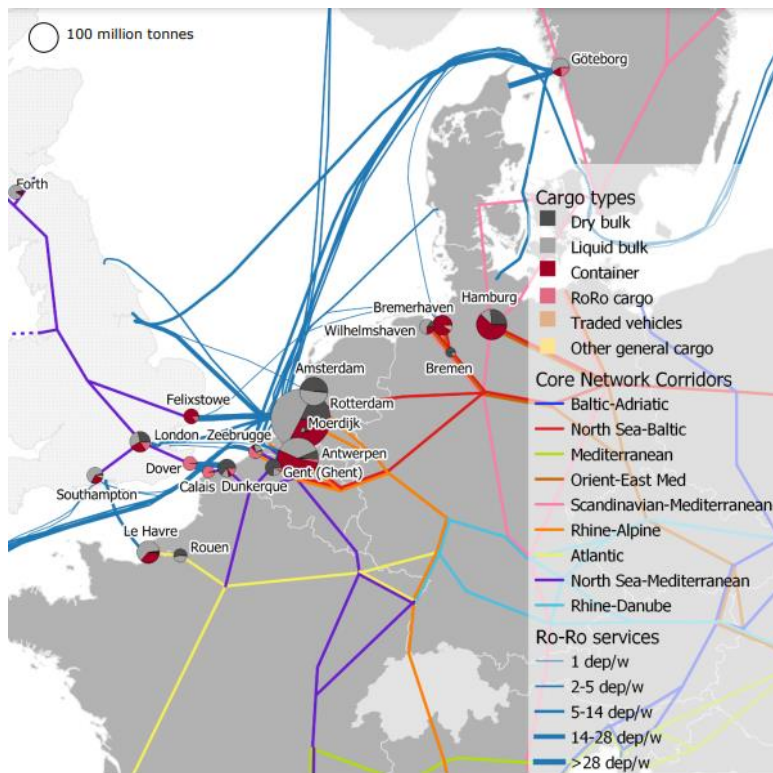 100 million tonnes
Göteborg
Forth
Cargo types
Dry bulk
Liquid bulk
Container
RoRo cargo
Traded vehicles
Other general cargo
Hamburg
Bremerhaven
Wilhelmshaven
Bremen
Amsterdam
Rotterdam
Moerdijk
Felixstowe
London
Zeebrugge
Antwerpen
Dover
Gent (Ghent)
Calais
Dunkerque
Southampton
Le Havre
Rouen
Core Network Corridors
Baltic-Adriatic
North Sea-Baltic
Mediterranean
Orient-East Med
Scandinavian-Mediterranean
Rhine-Alpine
Atlantic
North Sea-Mediterranean
Rhine-Danube
Ro-Ro services
1 dep/w
2-5 dep/w
5-14 dep/w
14-28 dep/w
>28 dep/w